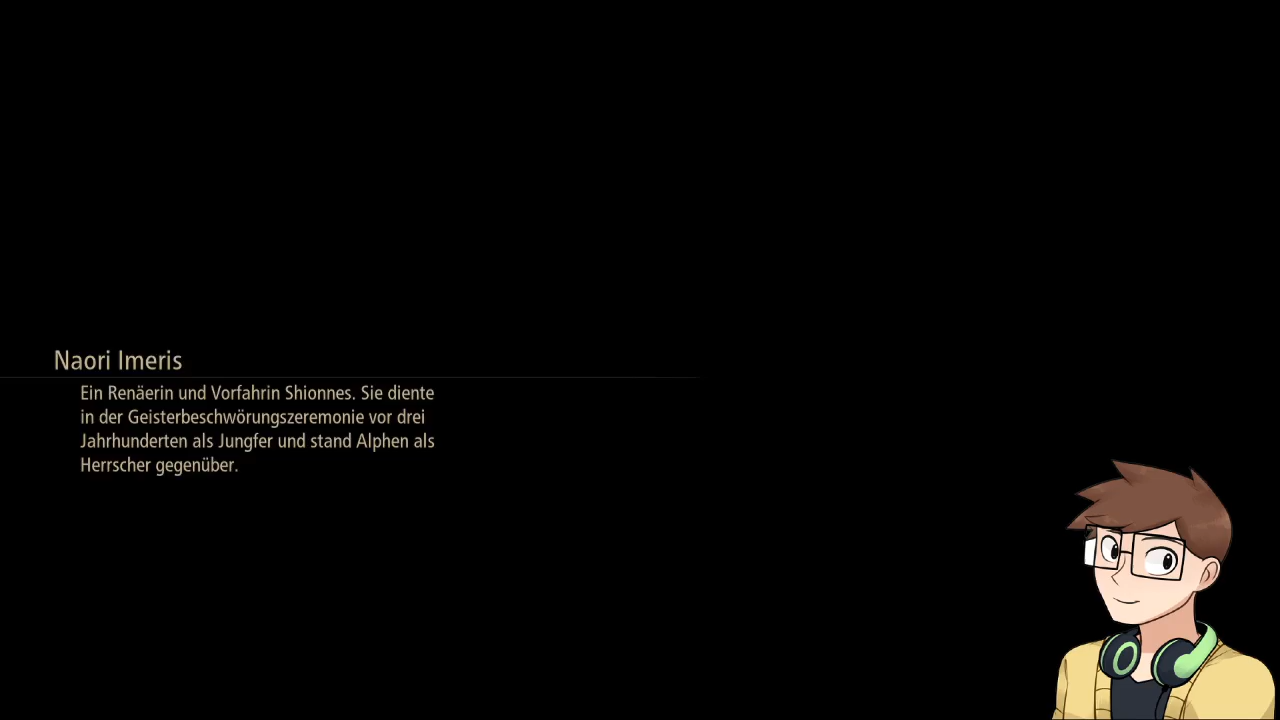 Naori Imeris
Ein Renäerin und Vorfahrin Shionnes. Sie diente
in der Geisterbeschwörungszeremonie vor drei
Jahrhunderten als Jungfer und stand Alphen als
Herrscher gegenüber.